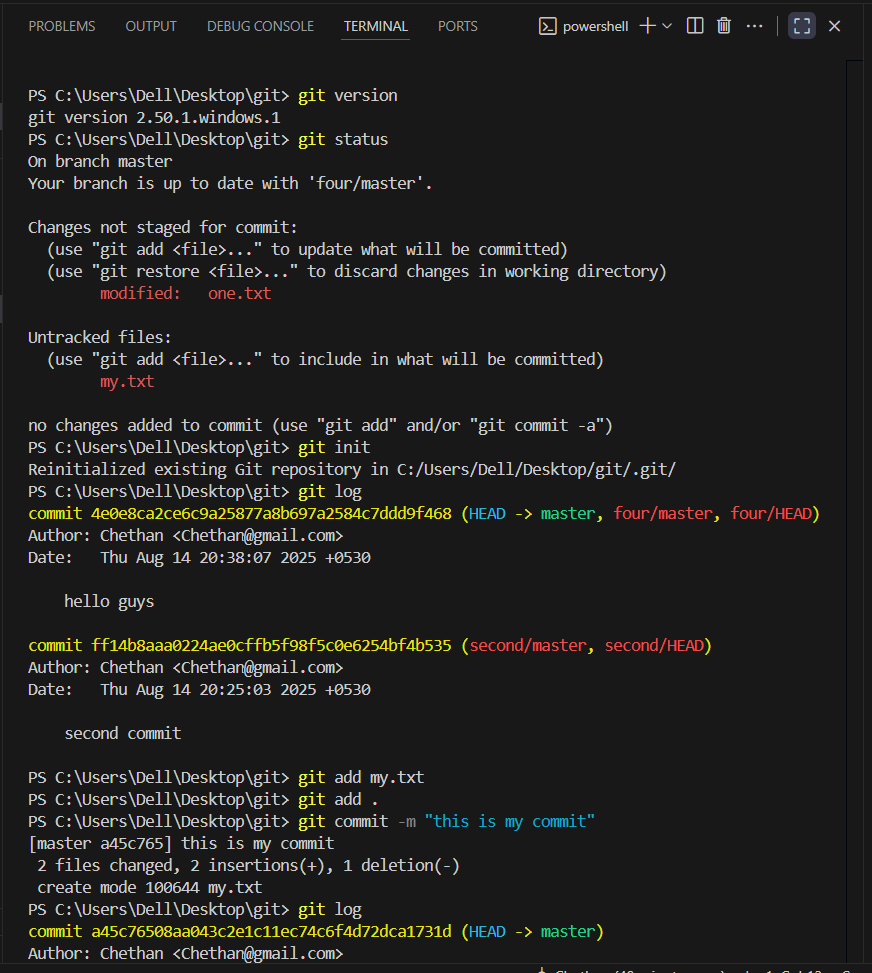 PROBLEMS OUTPUT DEBUG CONSOLE TERMINAL PORTS powershell
PS C:\Users\Dell\Desktop\git> git version
git version 2.50.1.windows.1
PS C:\Users\Dell\Desktop\git> git status
On branch master
Your branch is up to date with 'four/master'.
Changes not staged for commit:
(use "git add <file>..." to update what will be committed)
(use "git restore <file>..." to discard changes in working directory)
modified: one.txt
Untracked files:
(use "git add <file>..." to include in what will be committed)
my.txt
no changes added to commit (use "git add" and/or "git commit -a")
PS C:\Users\Dell\Desktop\git> git init
Reinitialized existing Git repository in C:/Users/Dell/Desktop/git/.git/
PS C:\Users\Dell\Desktop\git> git log
commit 4e0e8ca2ce6c9a25877a8b697a2584c7ddd9f468 (HEAD -> master, four/master, four/HEAD)
Author: Chethan <Chethan@gmail.com>
Date: Thu Aug 14 20:38:07 2025 +0530
hello guys
commit ff14b8aaa0224ae0cffb5f98f5c0e6254bf4b535 (second/master, second/HEAD)
Author: Chethan <Chethan@gmail.com>
Date: Thu Aug 14 20:25:03 2025 +0530
second commit
PS C:\Users\Dell\Desktop\git> git add my.txt
PS C:\Users\Dell\Desktop\git> git add .
PS C:\Users\Dell\Desktop\git> git commit -m "this is my commit"
[master a45c765] this is my commit
2 files changed, 2 insertions(+), 1 deletion(-)
create mode 100644 my.txt
PS C:\Users\Dell\Desktop\git> git log
commit a45c76508aa043c2e1c11ec74c6f4d72dca1731d (HEAD -> master)
Author: Chethan <Chethan@gmail.com>